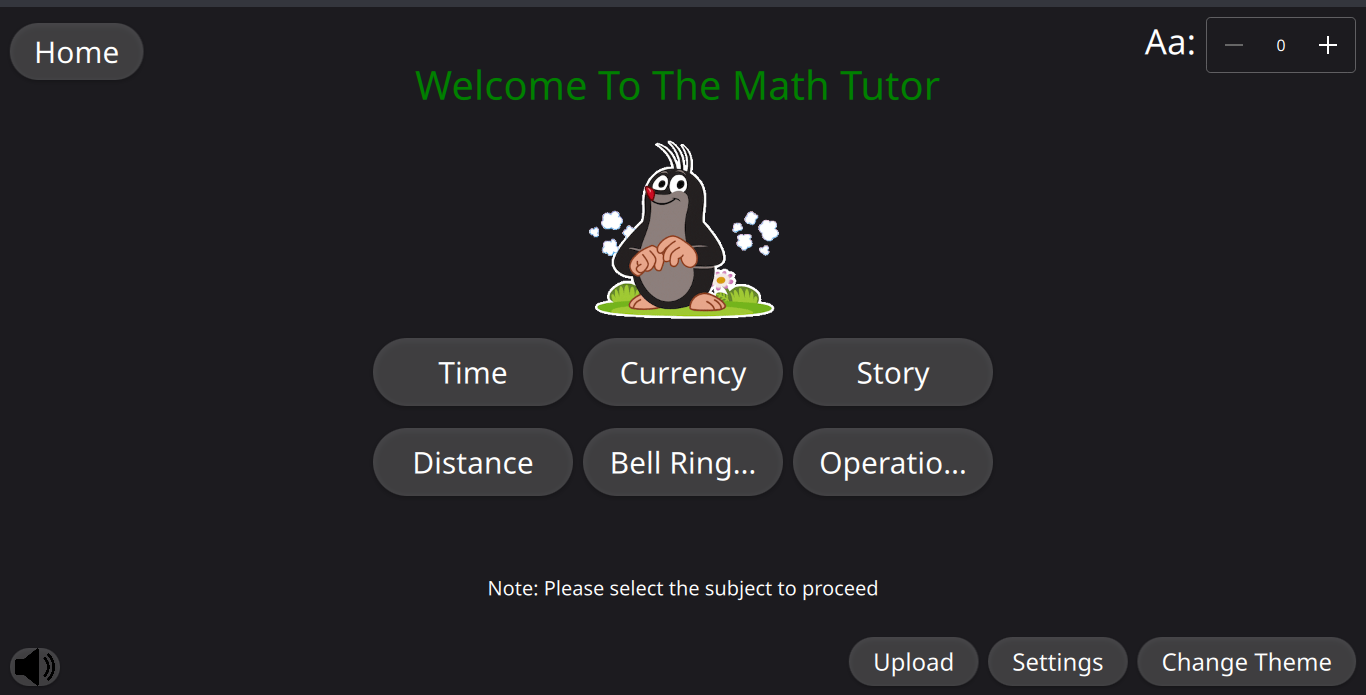 Home
Aa: — 0 +
Welcome To The Math Tutor
Time Currency Story
Distance Bell Ring... Operatio...
Note: Please select the subject to proceed
Upload Settings Change Theme